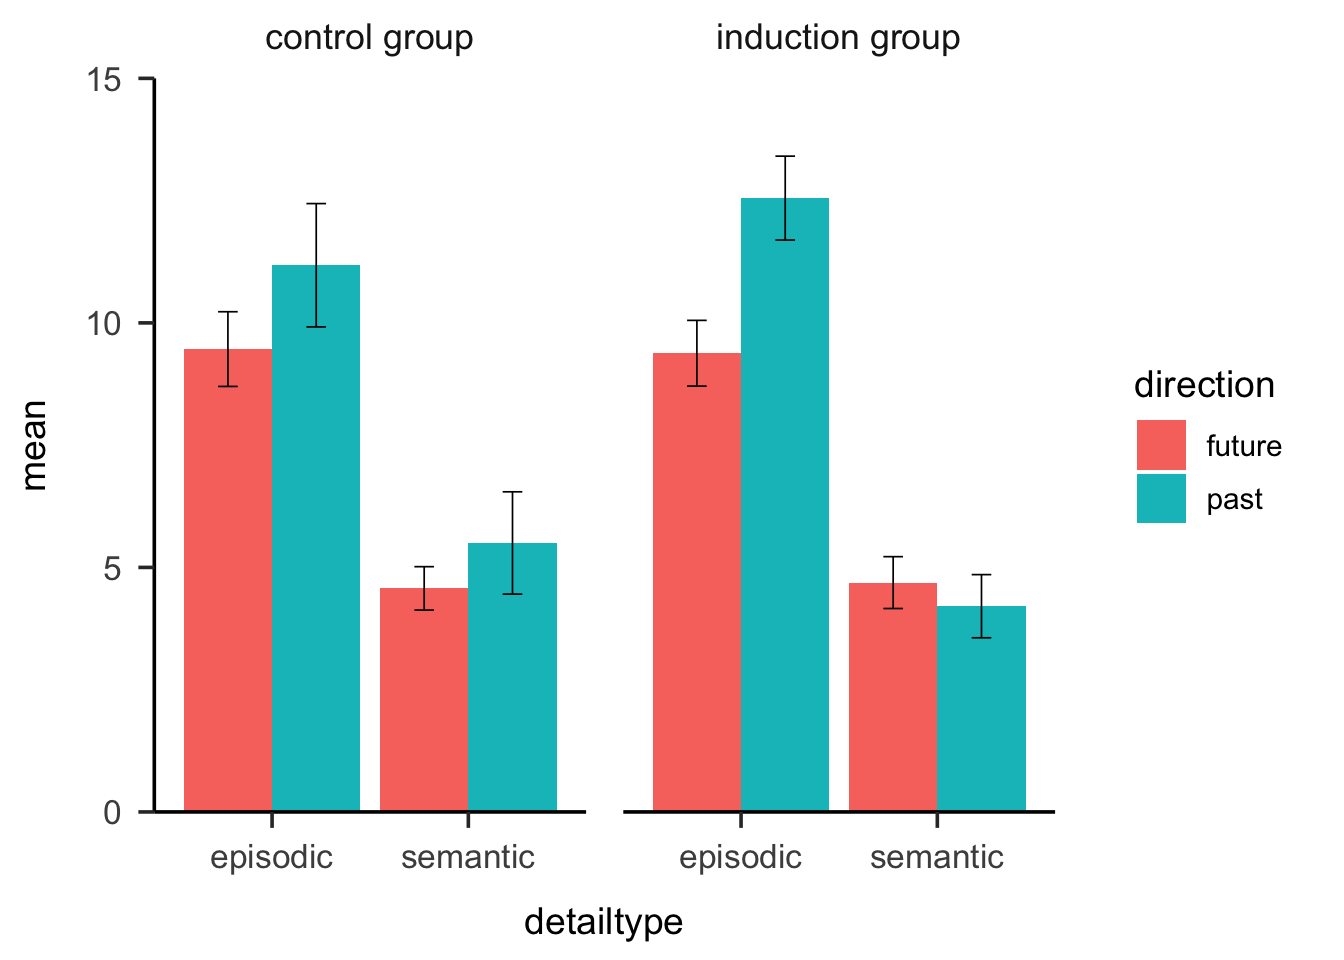 control group
induction group
15
10
5
0
mean
episodic
semantic
episodic
semantic
detailtype
direction
future
past